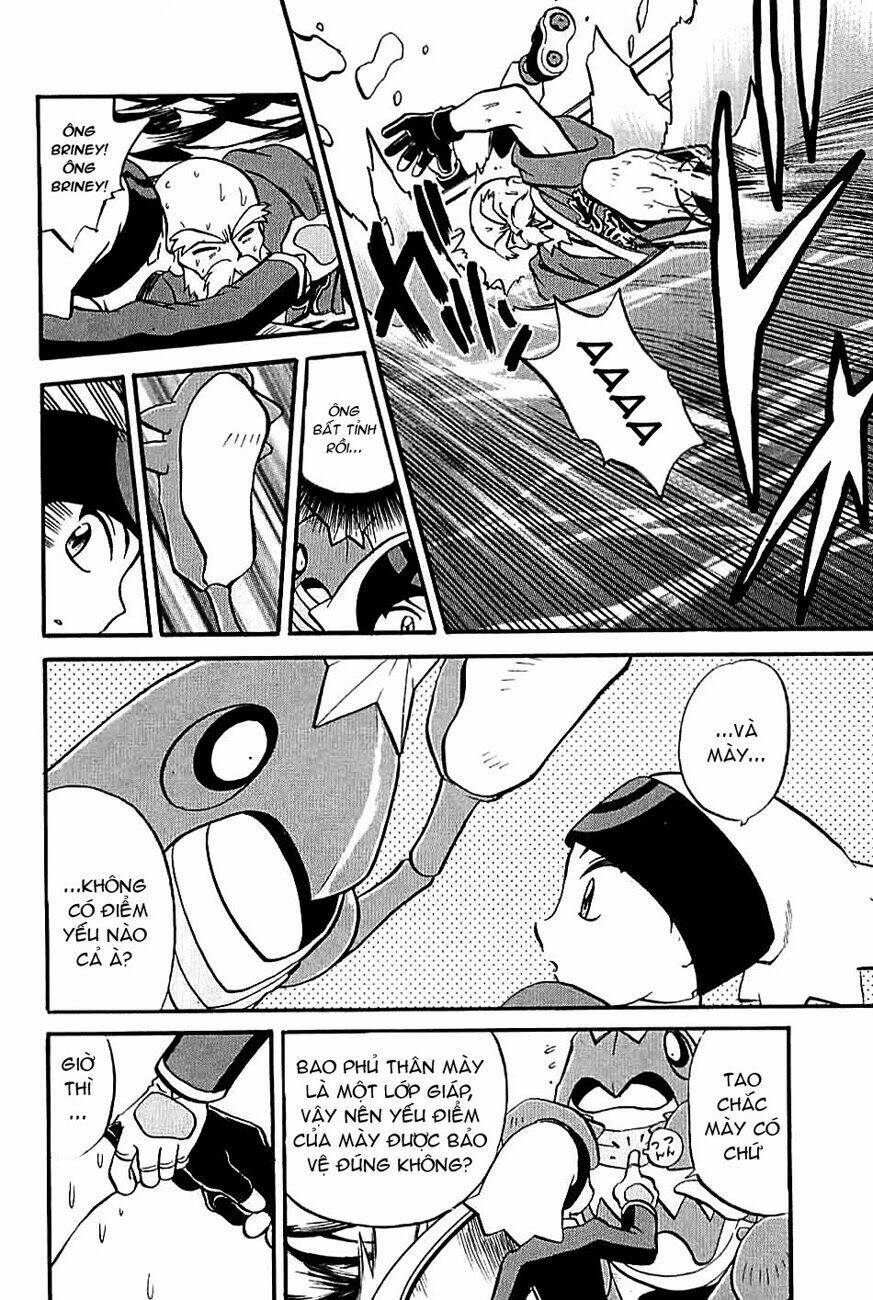 AAAA
ÔNG
BRINEY!
ÔNG
BRINEY!
ÔNG
BẤT TỈNH
RỒI...
...VÀ
MÀY...
...KHÔNG
CÓ ĐIỂM
YẾU NÀO
CẢ À?
TAO
CHẮC
MÀY CÓ
CHỨ
BAO PHỦ THÂN MÀY
LÀ MỘT LỚP GIÁP,
VẬY NÊN YẾU ĐIỂM
CỦA MÀY ĐƯỢC BẢO
VỆ ĐÚNG KHÔNG?
GIỜ
THÌ
...